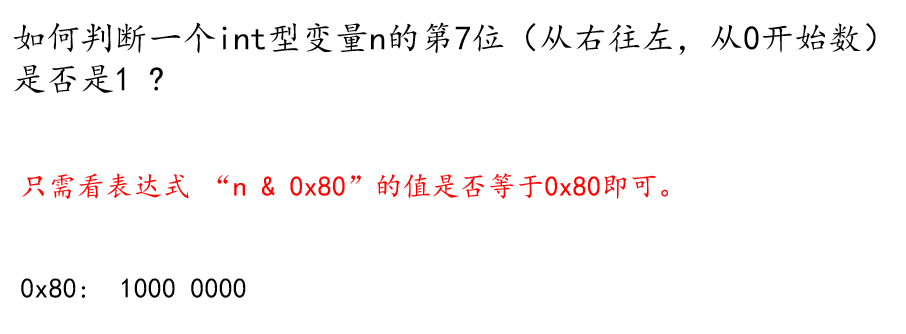 如何判断一个int型变量n的第7位（从右往左，从0开始数）
是否是1 ?
只需看表达式 “n & 0x80”的值是否等于0x80即可。
0x80: 1000 0000